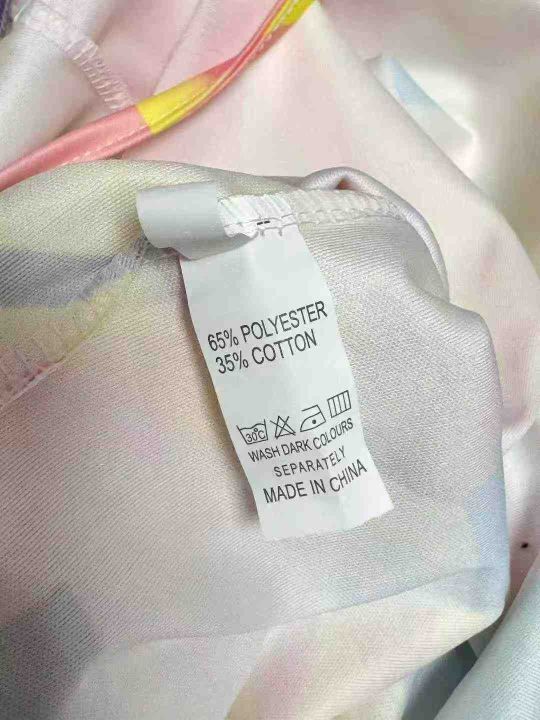 65% POLYESTER
35% COTTON
30°C
WASH DARK COLOURS
SEPARATELY
MADE IN CHINA